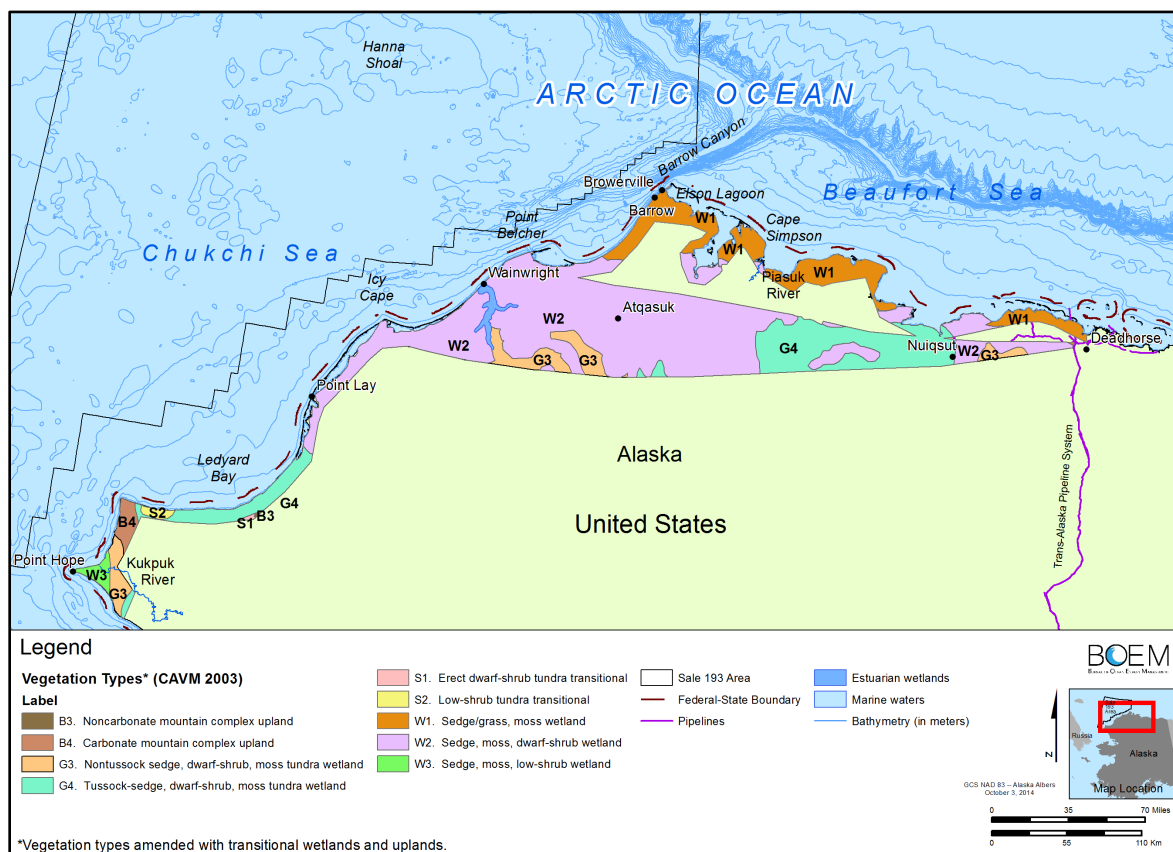 Hanna
Shoal
ARCTIC OCEAN
Barrow Canyon
Browerville
Elson Lagoon
Beaufort Sea
Barrow
W1
Cape
Simpson
Point
Belcher
Chukchi Sea
W1
Wainwright
W1
Piasuk
River
Icy
Cape
Atqasuk
W2
W1
Deadhorse
W2
G4
Nuiqsut
W2
G3
G3
G3
Point Lay
Alaska
Ledyard
Bay
G4
S2
B4
B3
S1
United States
Trans-Alaska Pipeline System
Point Hope
Kukpuk
River
W3
G3
Legend
Vegetation Types* (CAVM 2003)
Label
B3. Noncarbonate mountain complex upland
B4. Carbonate mountain complex upland
G3. Nontussock sedge, dwarf-shrub, moss tundra wetland
G4. Tussock-sedge, dwarf-shrub, moss tundra wetland
S1. Erect dwarf-shrub tundra transitional
S2. Low-shrub tundra transitional
W1. Sedge/grass, moss wetland
W2. Sedge, moss, dwarf-shrub wetland
W3. Sedge, moss, low-shrub wetland
Sale 193 Area
Federal-State Boundary
Pipelines
Estuarine wetlands
Marine waters
Bathymetry (in meters)
BOEM
Bureau of Ocean Energy Management
N
Russia
Alaska
Map Location
GCS NAD 83 -- Alaska Albers
October 3, 2014
0 35 70 Miles
0 55 110 Km
*Vegetation types amended with transitional wetlands and uplands.